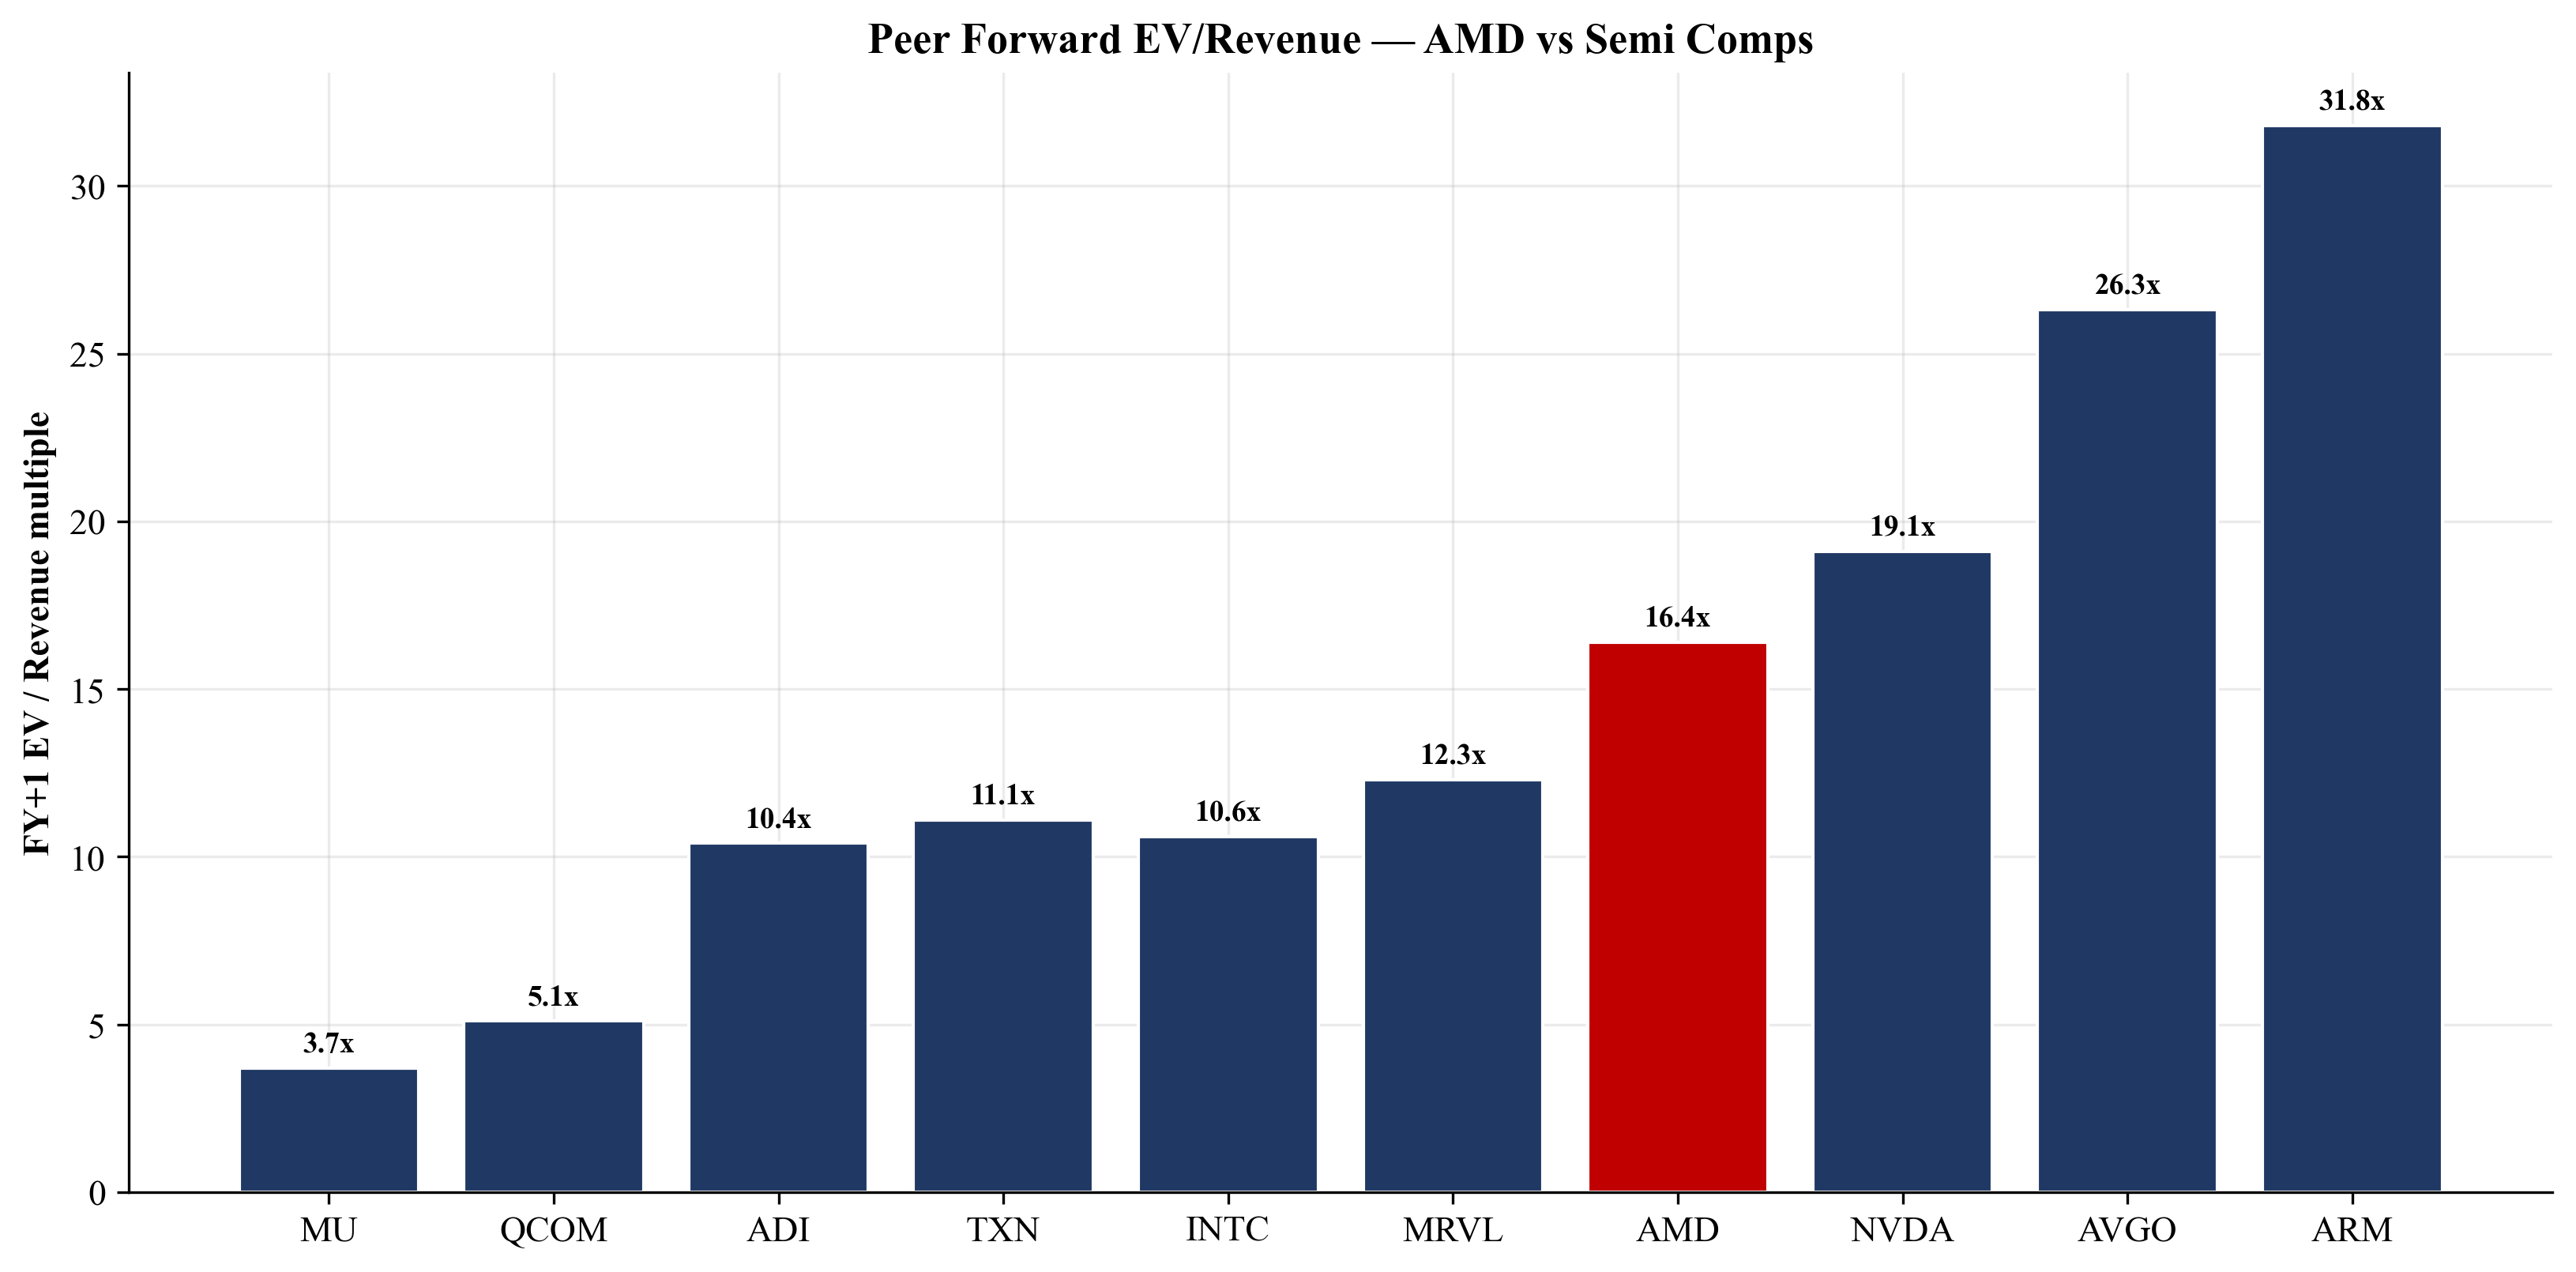 Peer Forward EV/Revenue — AMD vs Semi Comps
FY+1 EV / Revenue multiple
30
25
20
15
10
5
0
3.7x
5.1x
10.4x
11.1x
10.6x
12.3x
16.4x
19.1x
26.3x
31.8x
MU
QCOM
ADI
TXN
INTC
MRVL
AMD
NVDA
AVGO
ARM